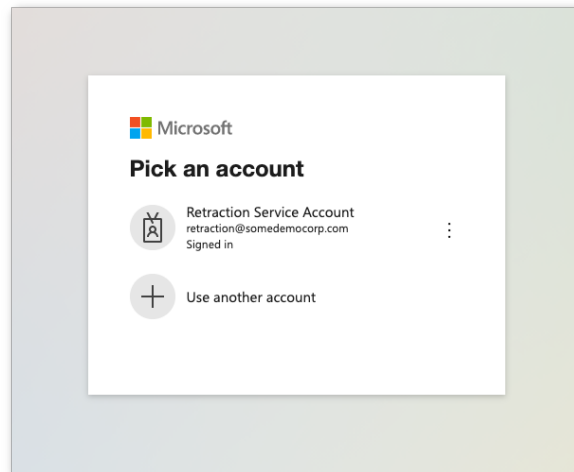 Microsoft
Pick an account
Retraction Service Account
retraction@somedemocorp.com
Signed in
Use another account